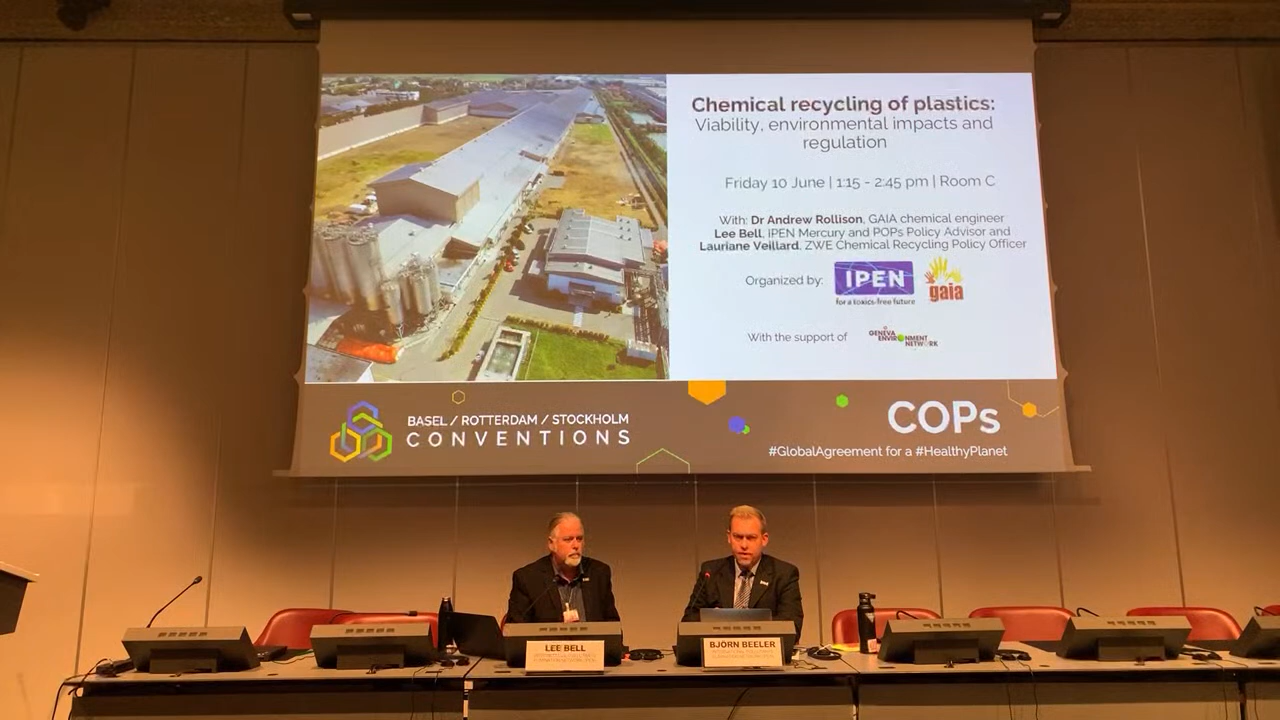 Chemical recycling of plastics:
Viability, environmental impacts and
regulation
Friday 10 June | 1:15 - 2:45 pm | Room C
With: Dr Andrew Rollison, GAIA chemical engineer
Lee Bell, IPEN Mercury and POPs Policy Advisor and
Lauriane Veillard, ZWE Chemical Recycling Policy Officer
Organized by:
IPEN
for a toxics-free future
gaia
With the support of
GENEVA
ENVIRONMENT
NETWORK
BASEL / ROTTERDAM / STOCKHOLM
CONVENTIONS
COPs
#GlobalAgreement for a #HealthyPlanet
LEE BELL
BJÖRN BEELER